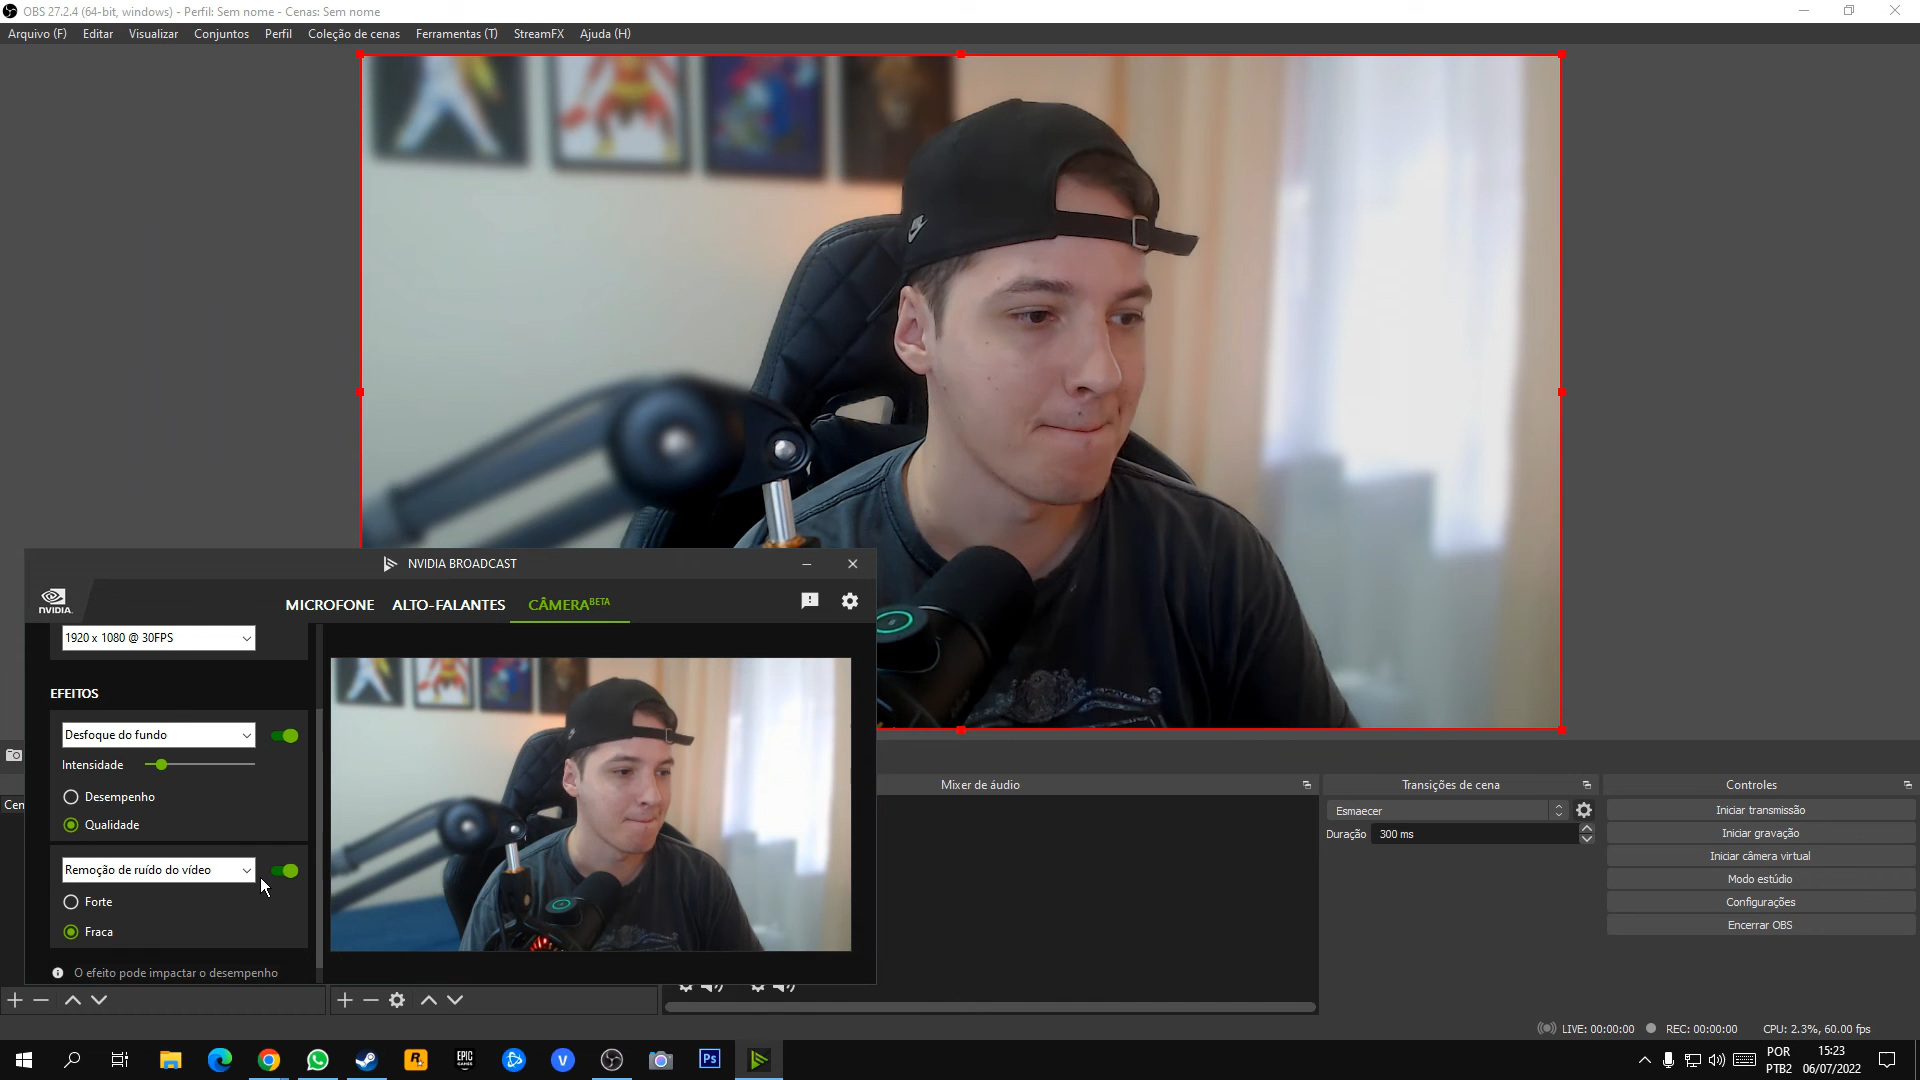 OBS 27.2.4 (64-bit, windows) - Perfil: Sem nome - Cenas: Sem nome
Arquivo (F) Editar Visualizar Conjuntos Perfil Coleção de cenas Ferramentas (T) StreamFX Ajuda (H)
NVIDIA BROADCAST
NVIDIA.
MICROFONE ALTO-FALANTES CÂMERA BETA
1920 x 1080 @ 30FPS
EFEITOS
Desfoque do fundo
Intensidade
Desempenho
Qualidade
Remoção de ruído do vídeo
Forte
Fraca
O efeito pode impactar o desempenho
Cen
Mixer de áudio
Transições de cena
Esmaecer
Duração 300 ms
Controles
Iniciar transmissão
Iniciar gravação
Iniciar câmera virtual
Modo estúdio
Configurações
Encerrar OBS
LIVE: 00:00:00 REC: 00:00:00 CPU: 2.3%, 60.00 fps
R
EPIC GAMES
V
Ps
POR
PTB2
15:23
06/07/2022